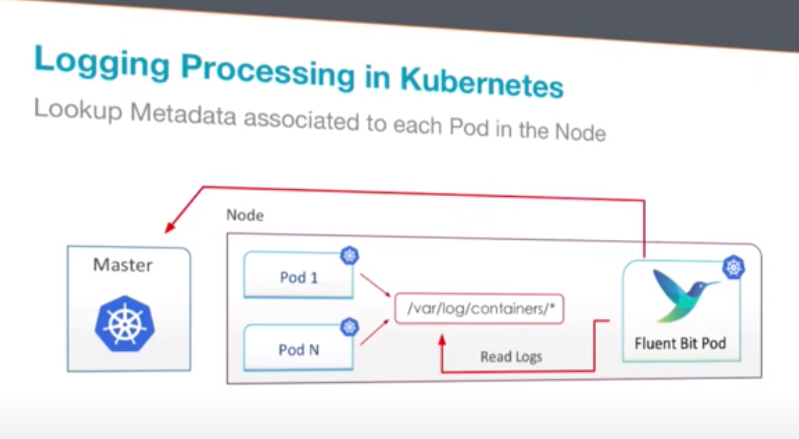 Logging Processing in Kubernetes
Lookup Metadata associated to each Pod in the Node
Node
Master
Pod 1
/var/log/containers/*
Pod N
Read Logs
Fluent Bit Pod